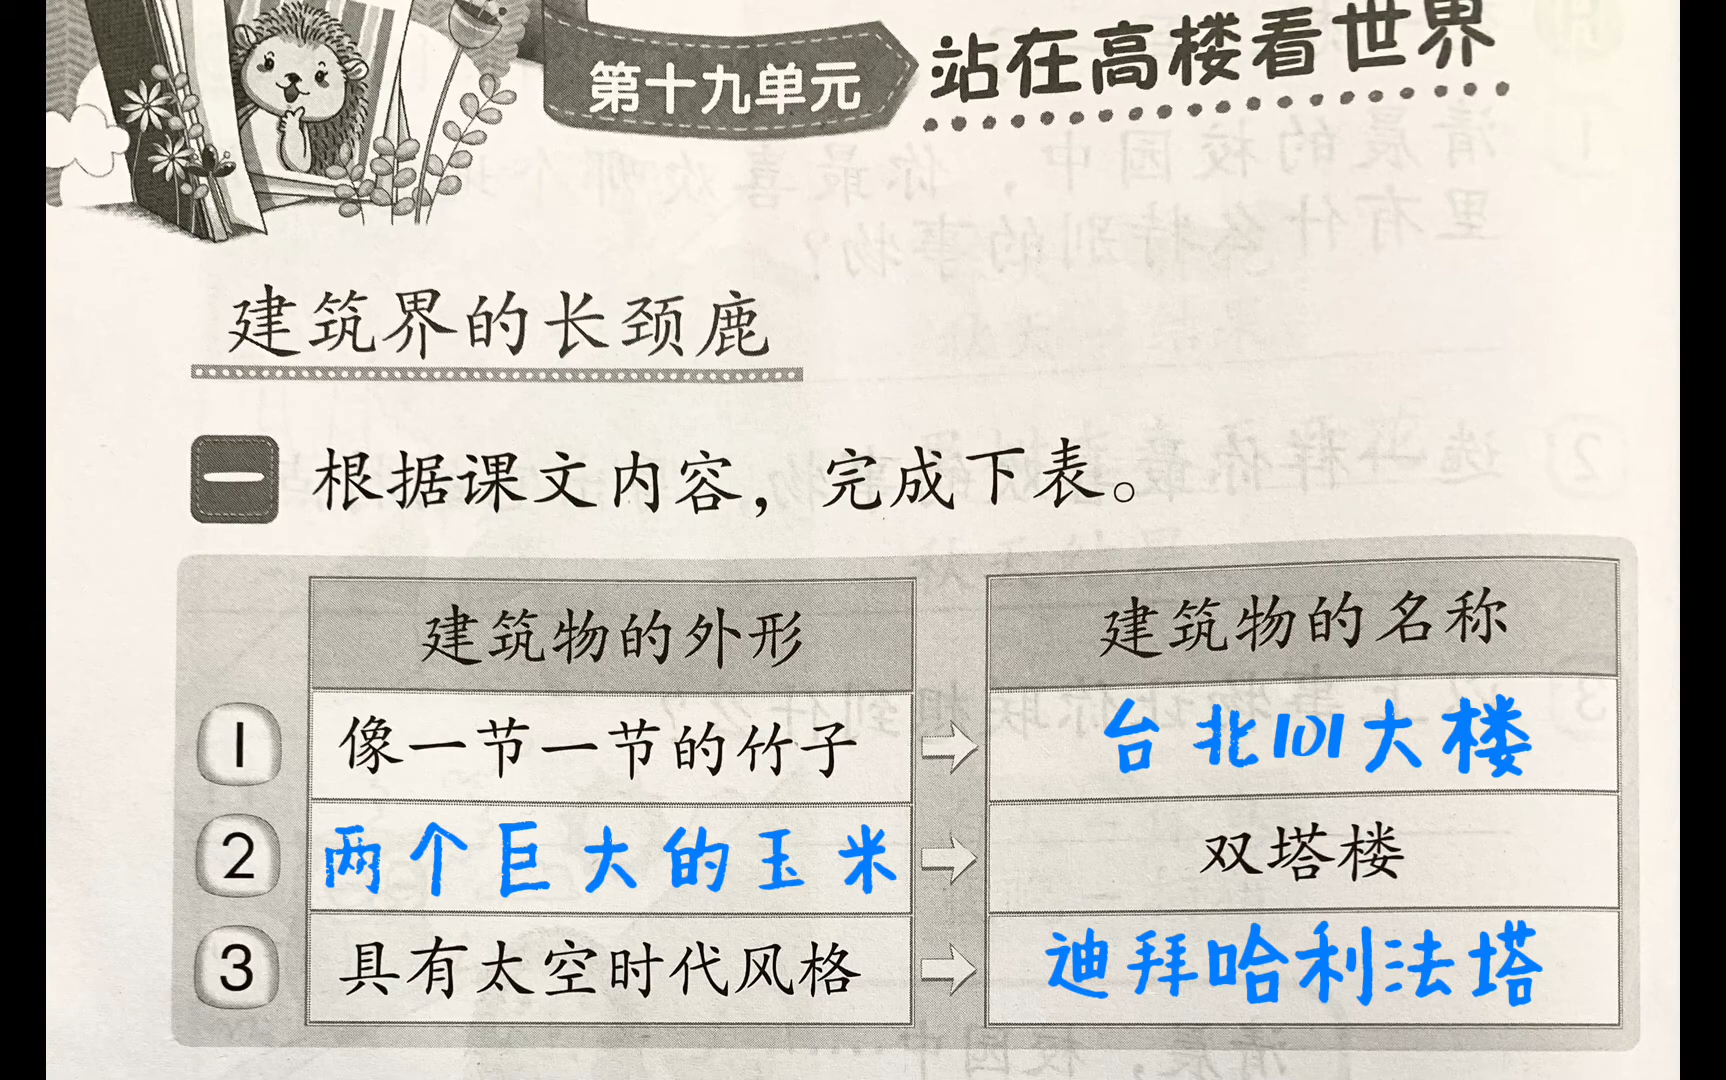 第十九单元 站在高楼看世界
建筑界的长颈鹿
一 根据课文内容，完成下表。
建筑物的外形 建筑物的名称
1 像一节一节的竹子 台北101大楼
2 两个巨大的玉米 双塔楼
3 具有太空时代风格 迪拜哈利法塔